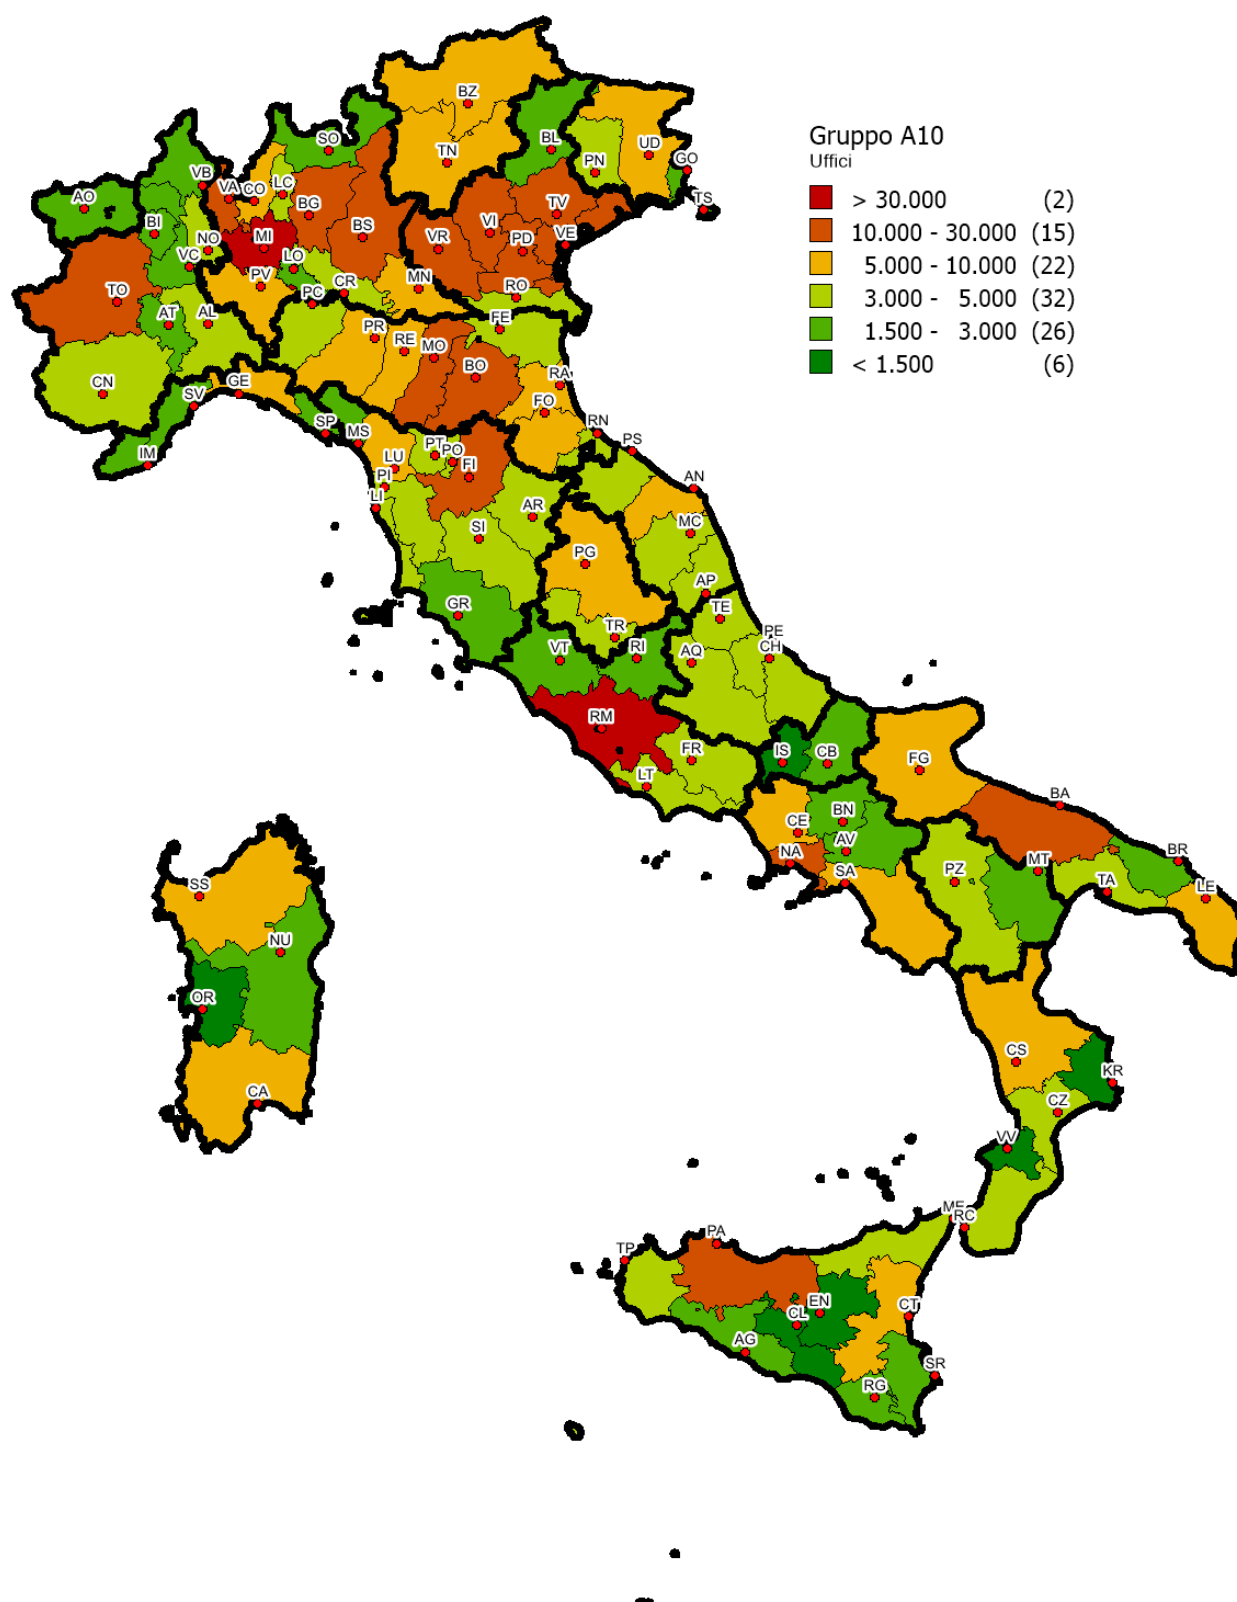 Gruppo A10
Uffici
> 30.000 (2)
10.000 - 30.000 (15)
5.000 - 10.000 (22)
3.000 - 5.000 (32)
1.500 - 3.000 (26)
< 1.500 (6)
BZ
SO
BL
UD
TN
PN
GO
VB
AO
VA
CO
LC
TS
BG
TV
BI
VI
BS
MI
NO
VR
PD
VE
VC
LO
PV
MN
CR
TO
PC
RO
AT
AL
FE
PR
RE
MO
BO
RA
CN
SV
GE
FO
SP
RN
MS
PS
IM
PT
PO
LU
FI
PI
AN
LI
AR
SI
MC
PG
AP
GR
TE
TR
PE
VT
RI
AQ
CH
RM
FR
IS
CB
FG
LT
BA
BN
CE
AV
NA
BR
MT
SA
PZ
TA
LE
SS
NU
OR
CS
CA
KR
CZ
VV
ME
RC
PA
TP
EN
CL
CT
AG
SR
RG